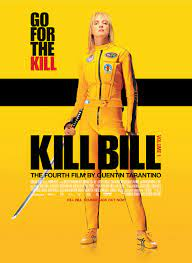 GO
FOR THE
KILL
KILL BILL
VOLUME 1
THE FOURTH FILM BY QUENTIN TARANTINO